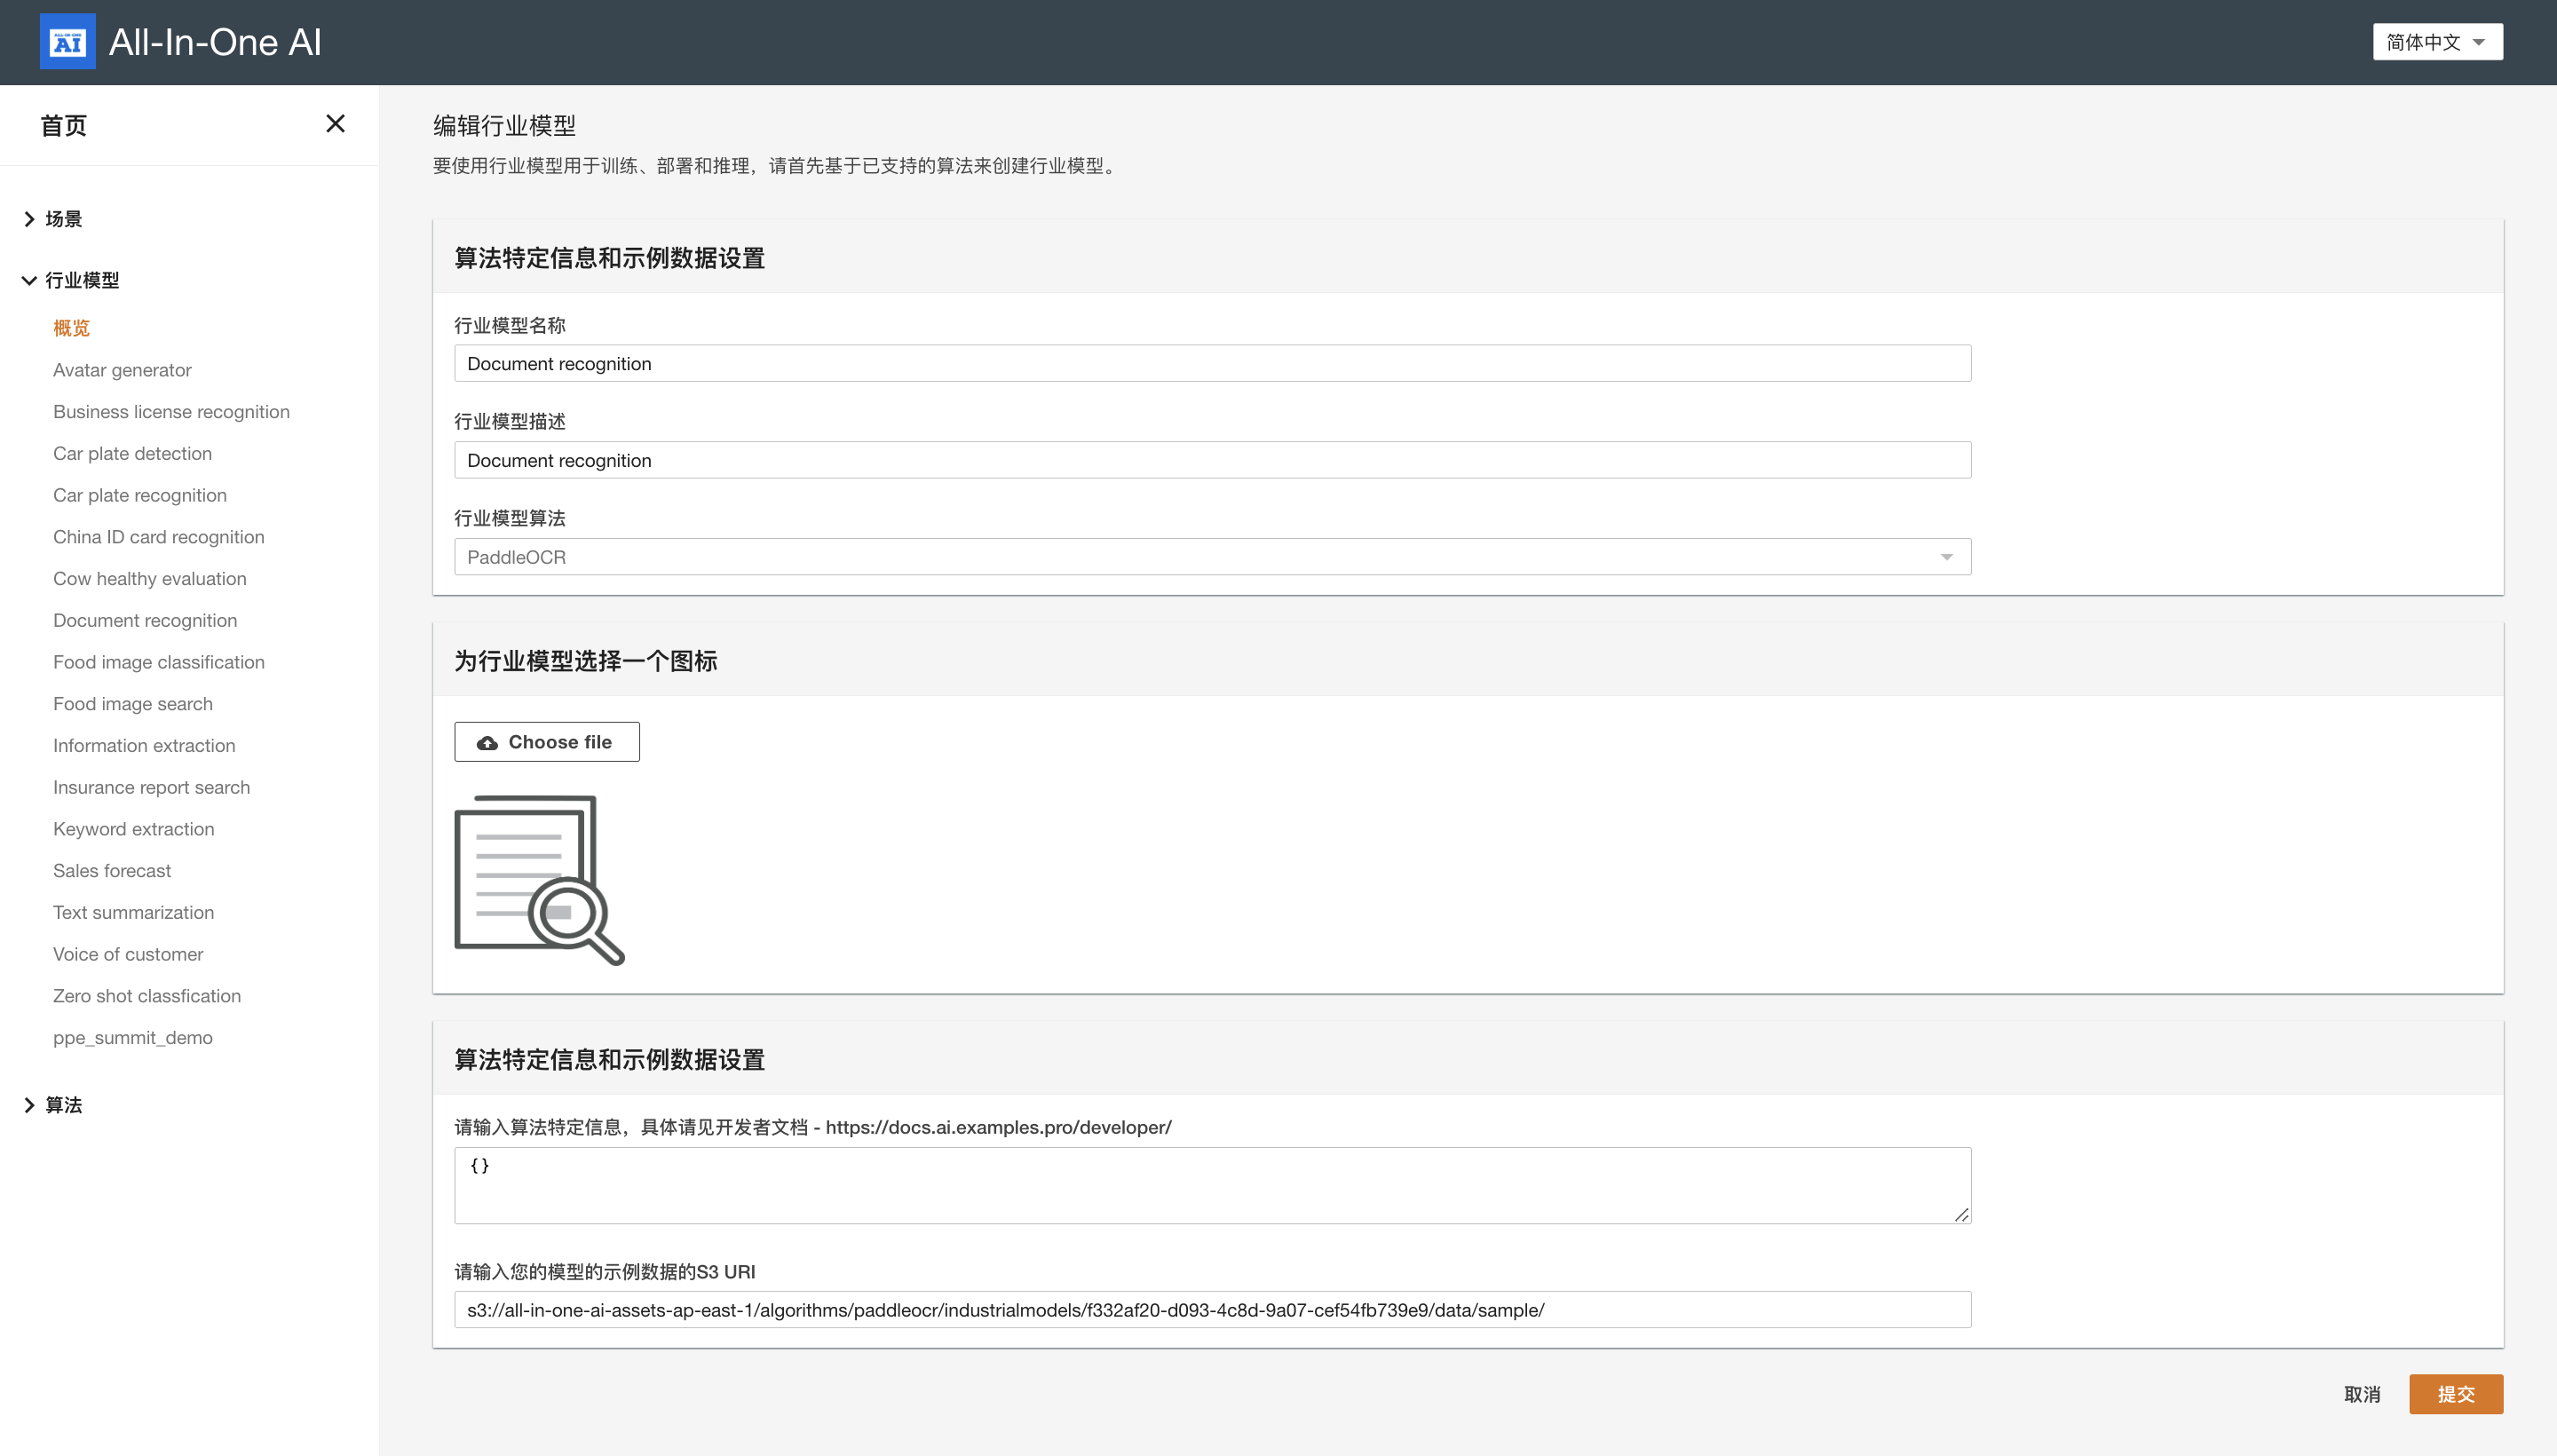 ALL-IN-ONE
AI
All-In-One AI
简体中文
首页
场景
行业模型
概览
Avatar generator
Business license recognition
Car plate detection
Car plate recognition
China ID card recognition
Cow healthy evaluation
Document recognition
Food image classification
Food image search
Information extraction
Insurance report search
Keyword extraction
Sales forecast
Text summarization
Voice of customer
Zero shot classfication
ppe_summit_demo
算法
编辑行业模型
要使用行业模型用于训练、部署和推理，请首先基于已支持的算法来创建行业模型。
算法特定信息和示例数据设置
行业模型名称
Document recognition
行业模型描述
Document recognition
行业模型算法
PaddleOCR
为行业模型选择一个图标
Choose file
算法特定信息和示例数据设置
请输入算法特定信息，具体请见开发者文档 - https://docs.ai.examples.pro/developer/
{}
请输入您的模型的示例数据的S3 URI
s3://all-in-one-ai-assets-ap-east-1/algorithms/paddleocr/industrialmodels/f332af20-d093-4c8d-9a07-cef54fb739e9/data/sample/
取消
提交